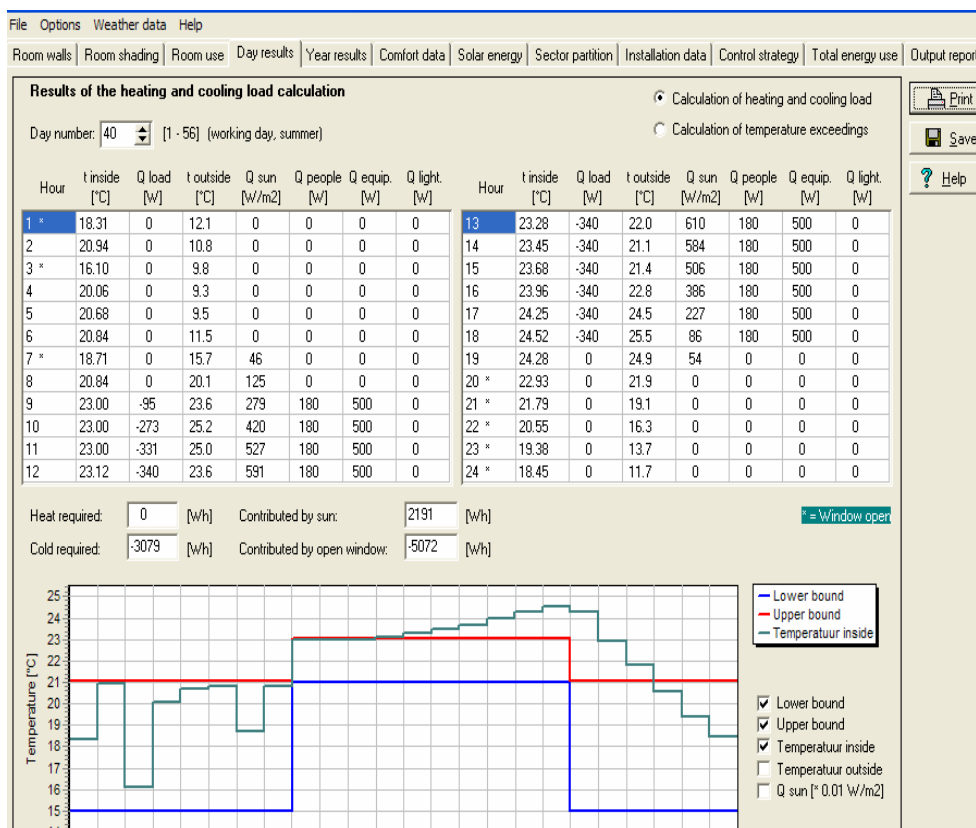 File Options Weather data Help
Room walls Room shading Room use Day results Year results Comfort data Solar energy Sector partition Installation data Control strategy Total energy use Output repor
Results of the heating and cooling load calculation
Calculation of heating and cooling load
Print
Day number: 40 [1 - 56] (working day, summer)
Calculation of temperature exceedings
Save
Help
Hour t inside [°C] Q load [W] t outside [°C] Q sun [W/m2] Q people [W] Q equip. [W] Q light. [W] Hour t inside [°C] Q load [W] t outside [°C] Q sun [W/m2] Q people [W] Q equip. [W] Q light. [W]
1 * 18.31 0 12.1 0 0 0 0 13 23.28 -340 22.0 610 180 500 0
2 20.94 0 10.8 0 0 0 0 14 23.45 -340 21.1 584 180 500 0
3 * 16.10 0 9.8 0 0 0 0 15 23.68 -340 21.4 506 180 500 0
4 20.06 0 9.3 0 0 0 0 16 23.96 -340 22.8 386 180 500 0
5 20.68 0 9.5 0 0 0 0 17 24.25 -340 24.5 227 180 500 0
6 20.84 0 11.5 0 0 0 0 18 24.52 -340 25.5 86 180 500 0
7 * 18.71 0 15.7 46 0 0 0 19 24.28 0 24.9 54 0 0 0
8 20.84 0 20.1 125 0 0 0 20 * 22.93 0 21.9 0 0 0 0
9 23.00 -95 23.6 279 180 500 0 21 * 21.79 0 19.1 0 0 0 0
10 23.00 -273 25.2 420 180 500 0 22 * 20.55 0 16.3 0 0 0 0
11 23.00 -331 25.0 527 180 500 0 23 * 19.38 0 13.7 0 0 0 0
12 23.12 -340 23.6 591 180 500 0 24 * 18.45 0 11.7 0 0 0 0
Heat required: 0 [Wh] Contributed by sun: 2191 [Wh] * = Window open
Cold required: -3079 [Wh] Contributed by open window: -5072 [Wh]
Temperature [°C]
25
24
23
22
21
20
19
18
17
16
15
Lower bound
Upper bound
Temperatuur inside
Lower bound
Upper bound
Temperatuur inside
Temperatuur outside
Q sun [* 0.01 W/m2]